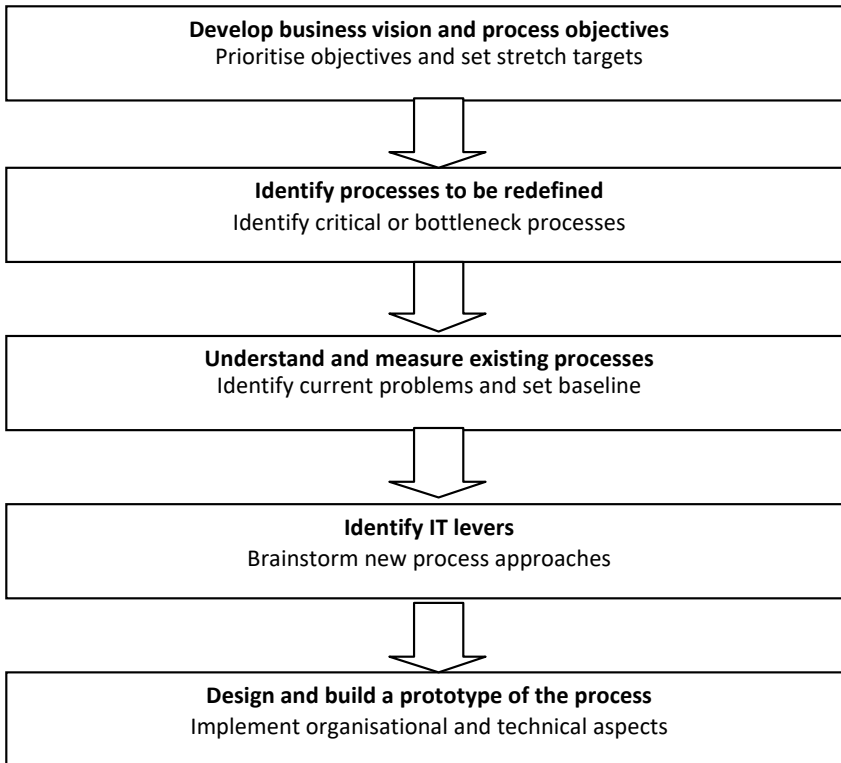 Develop business vision and process objectives
Prioritise objectives and set stretch targets
Identify processes to be redefined
Identify critical or bottleneck processes
Understand and measure existing processes
Identify current problems and set baseline
Identify IT levers
Brainstorm new process approaches
Design and build a prototype of the process
Implement organisational and technical aspects